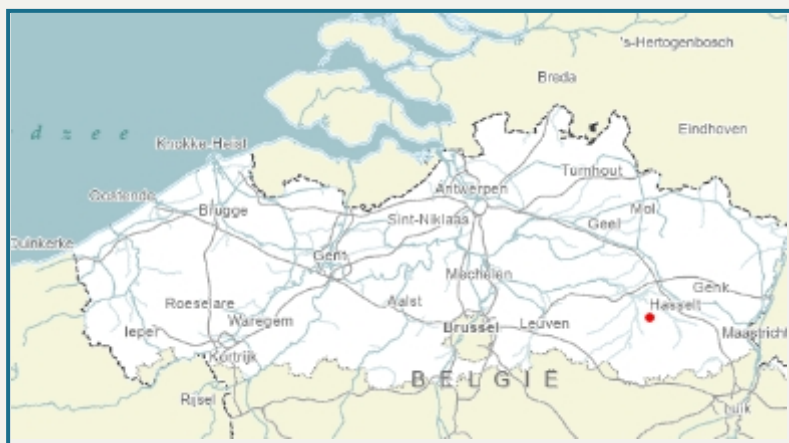 's-Hertogenbosch
Breda
d z e e
Eindhoven
Knokke-Heist
Turnhout
Antwerpen
Oostende
Brugge
Sint-Niklaas
Mol
Geel
Duinkerke
Gent
Mechelen
Genk
Roeselare
Aalst
Hasselt
Ieper
Waregem
Brussel
Leuven
Maastricht
Kortrijk
BELGIË
Rijsel
Luik